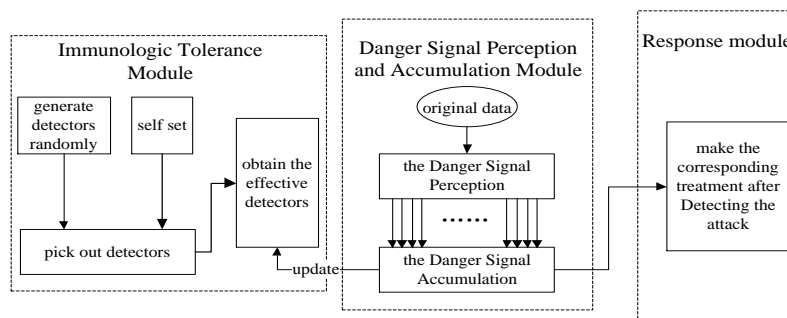 Immunologic Tolerance
Module
generate
detectors
randomly
self set
pick out detectors
obtain the
effective
detectors
Danger Signal Perception
and Accumulation Module
original data
the Danger Signal
Perception
......
the Danger Signal
Accumulation
update
Response module
make the
corresponding
treatment after
Detecting the
attack